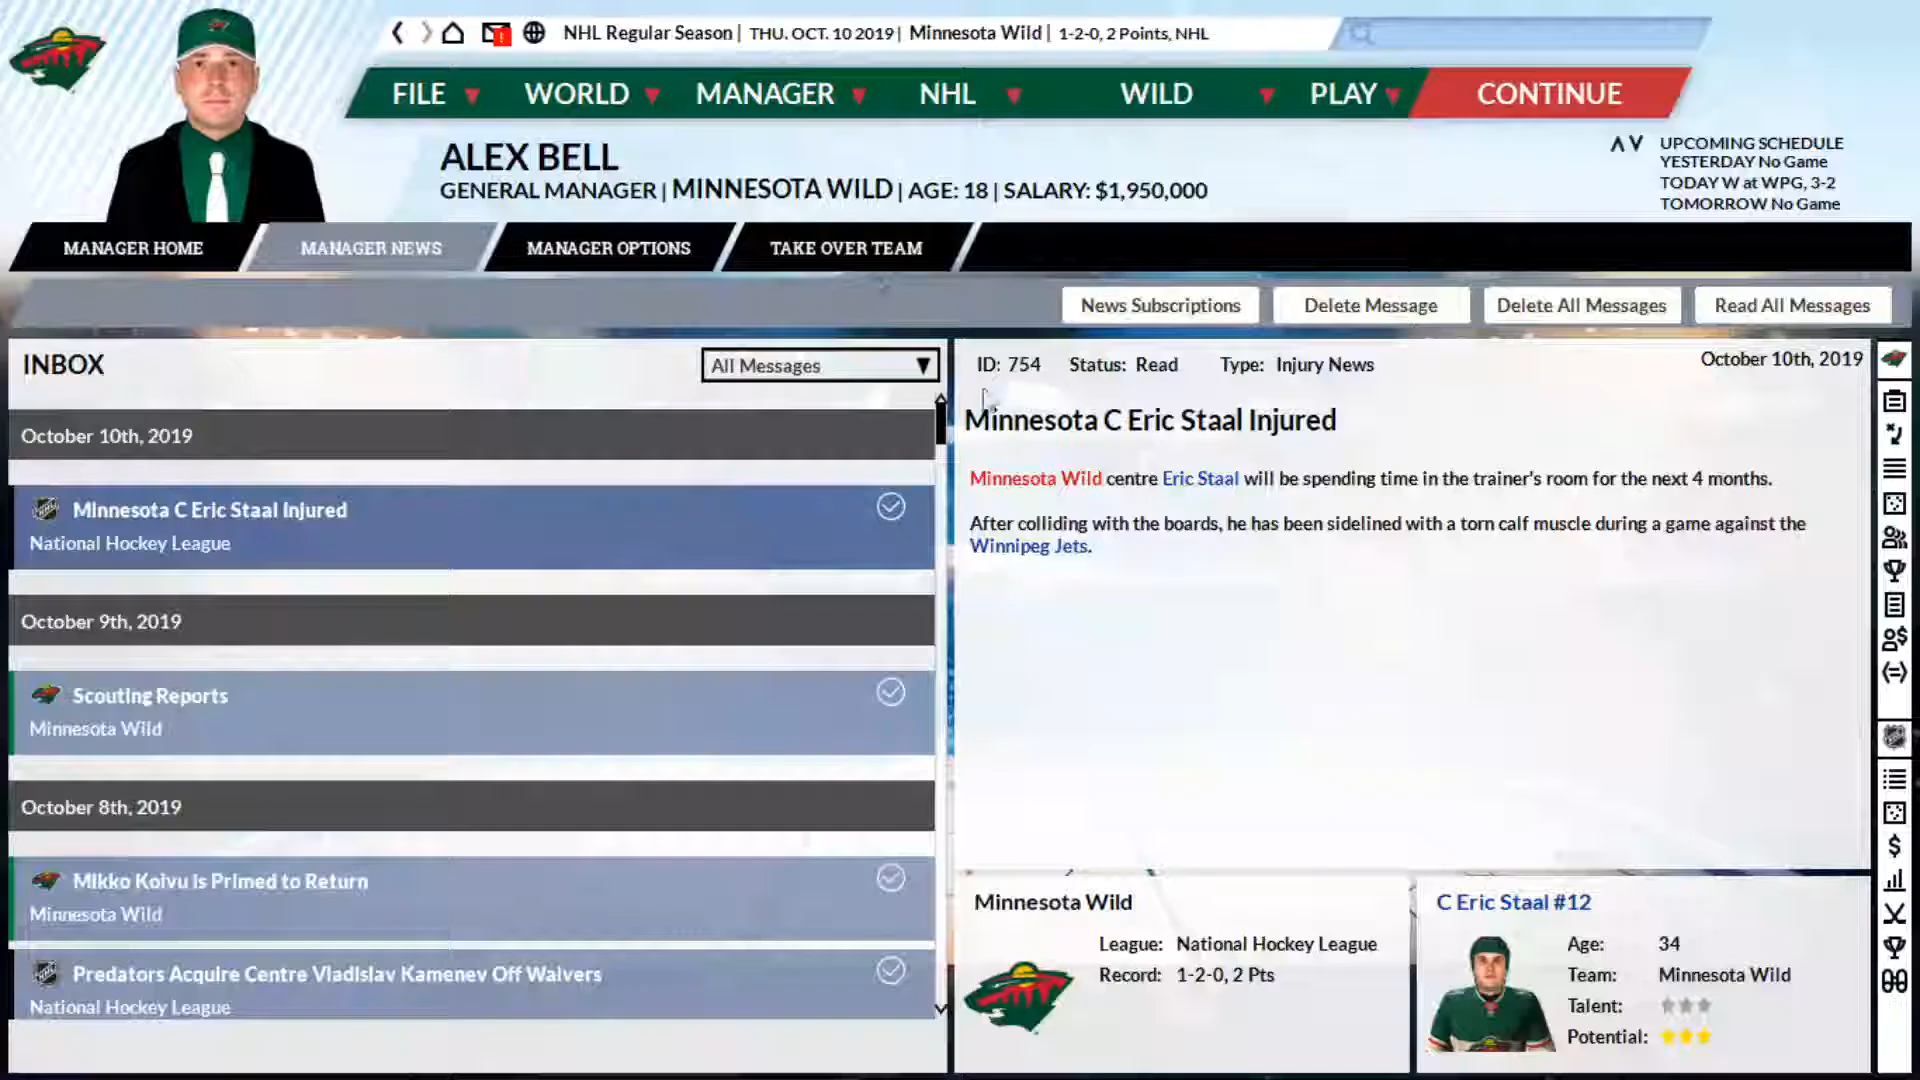 NHL Regular Season | THU. OCT. 10 2019 | Minnesota Wild | 1-2-0, 2 Points, NHL
FILE WORLD MANAGER NHL WILD PLAY CONTINUE
ALEX BELL
GENERAL MANAGER | MINNESOTA WILD | AGE: 18 | SALARY: $1,950,000
UPCOMING SCHEDULE
YESTERDAY No Game
TODAY W at WPG, 3-2
TOMORROW No Game
MANAGER HOME MANAGER NEWS MANAGER OPTIONS TAKE OVER TEAM
News Subscriptions Delete Message Delete All Messages Read All Messages
INBOX All Messages
October 10th, 2019
Minnesota C Eric Staal Injured
National Hockey League
October 9th, 2019
Scouting Reports
Minnesota Wild
October 8th, 2019
Mikko Koivu is Primed to Return
Minnesota Wild
Predators Acquire Centre Vladislav Kamenev Off Waivers
National Hockey League
ID: 754 Status: Read Type: Injury News October 10th, 2019
Minnesota C Eric Staal Injured
Minnesota Wild centre Eric Staal will be spending time in the trainer's room for the next 4 months.
After colliding with the boards, he has been sidelined with a torn calf muscle during a game against the
Winnipeg Jets.
Minnesota Wild
League: National Hockey League
Record: 1-2-0, 2 Pts
C Eric Staal #12
Age: 34
Team: Minnesota Wild
Talent:
Potential: